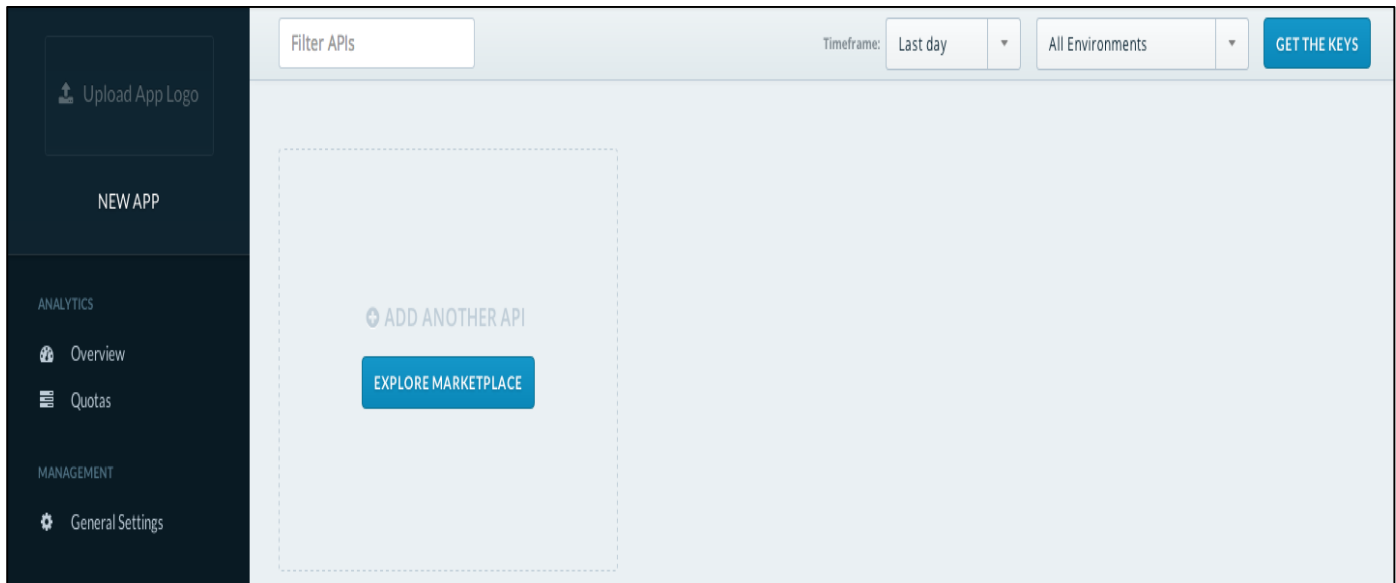 Upload App Logo
NEW APP
ANALYTICS
Overview
Quotas
MANAGEMENT
General Settings
Filter APIs
Timeframe: Last day All Environments GET THE KEYS
ADD ANOTHER API
EXPLORE MARKETPLACE